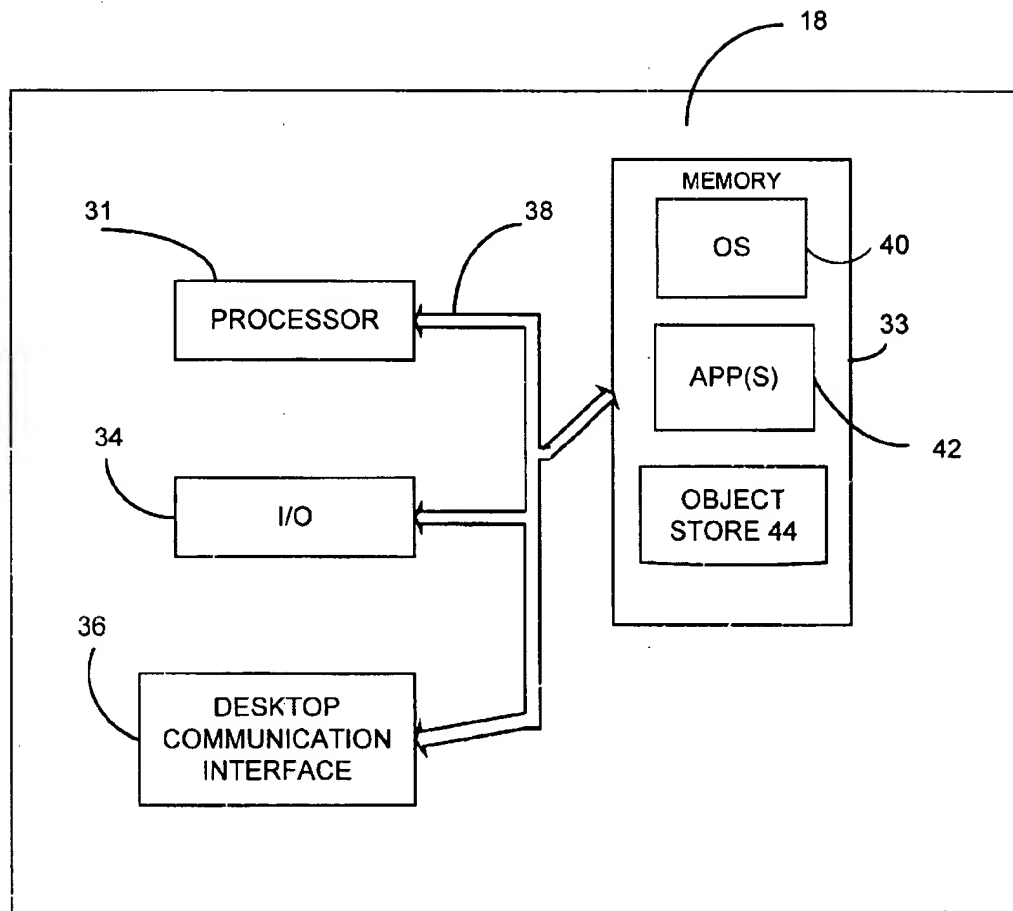 18
MEMORY
31
38
OS
40
PROCESSOR
33
APP(S)
34
42
I/O
OBJECT
STORE 44
36
DESKTOP
COMMUNICATION
INTERFACE